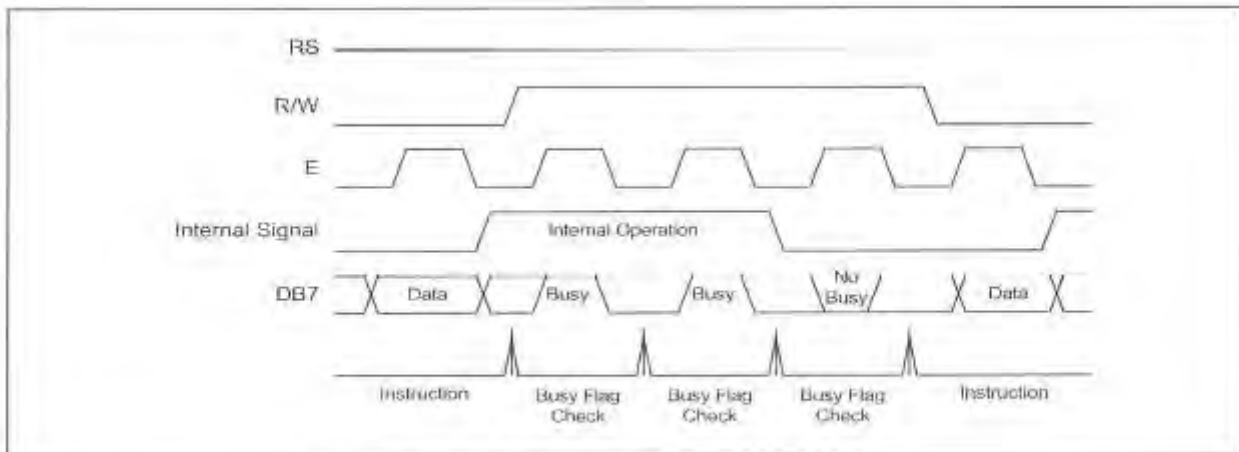 RS
R/W
E
Internal Signal
Internal Operation
DB7
Data
Busy
Busy
No
Busy
Data
Instruction
Busy Flag
Check
Busy Flag
Check
Busy Flag
Check
Instruction